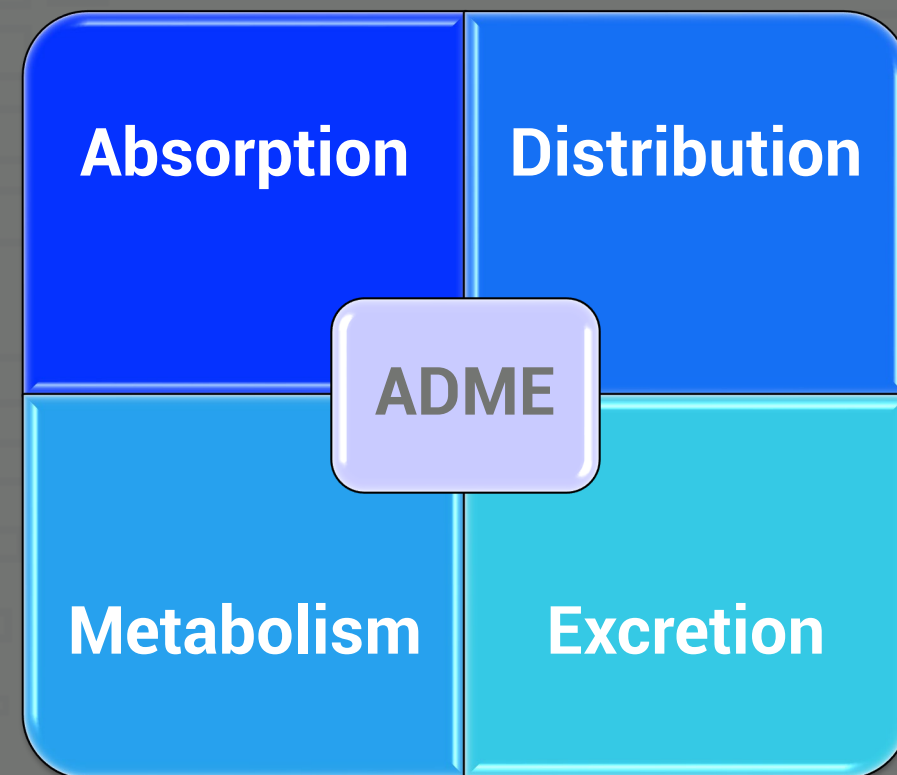 Absorption
Distribution
ADME
Metabolism
Excretion